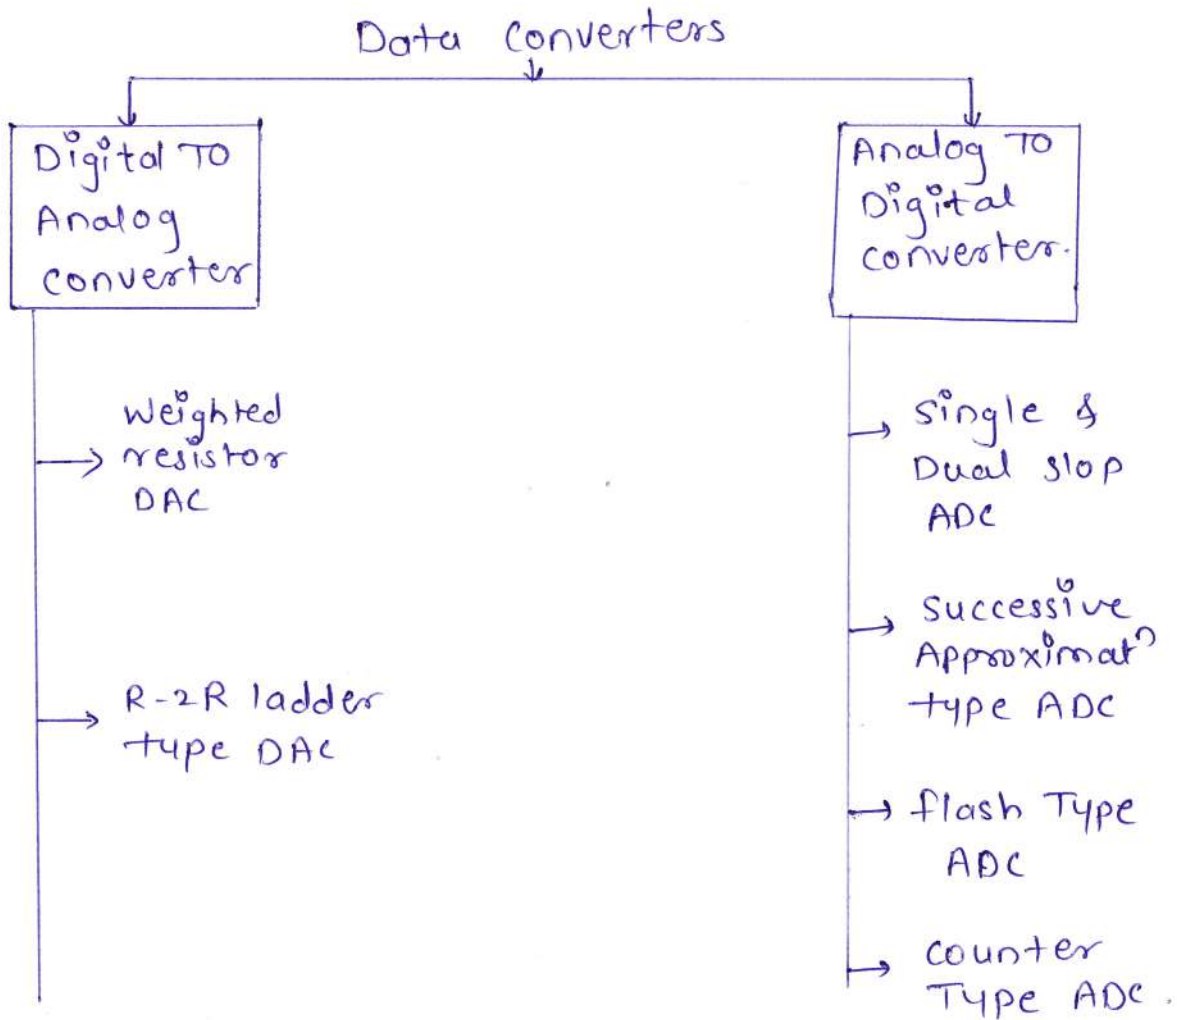 Data Converters
Digital TO
Analog
converter
Weighted
resistor
DAC
R-2R ladder
type DAC
Analog TO
Digital
converter.
Single &
Dual slop
ADC
Successive
Approximatⁿ
type ADC
flash Type
ADC
counter
Type ADC.